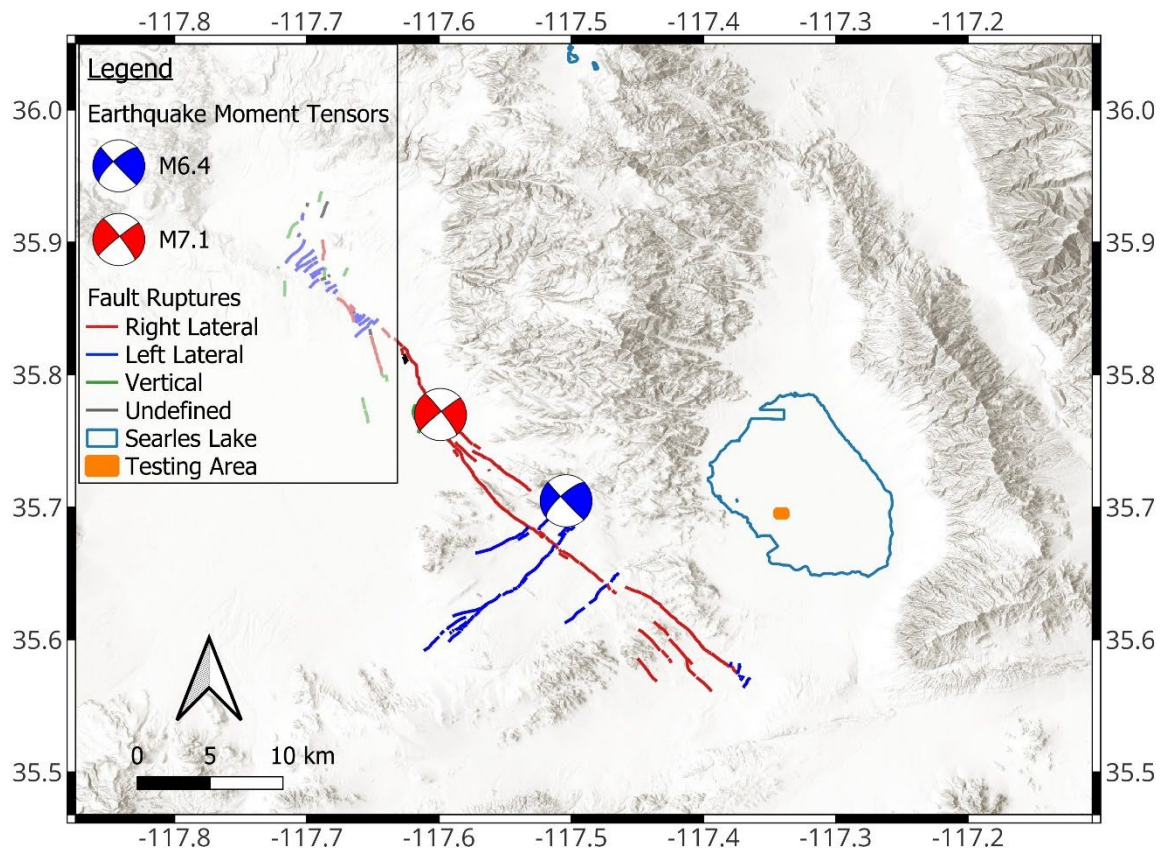 -117.8 -117.7 -117.6 -117.5 -117.4 -117.3 -117.2
Legend
Earthquake Moment Tensors
M6.4
M7.1
Fault Ruptures
Right Lateral
Left Lateral
Vertical
Undefined
Searles Lake
Testing Area
36.0 36.0
35.9 35.9
35.8 35.8
35.7 35.7
35.6 35.6
35.5 35.5
0 5 10 km
-117.8 -117.7 -117.6 -117.5 -117.4 -117.3 -117.2